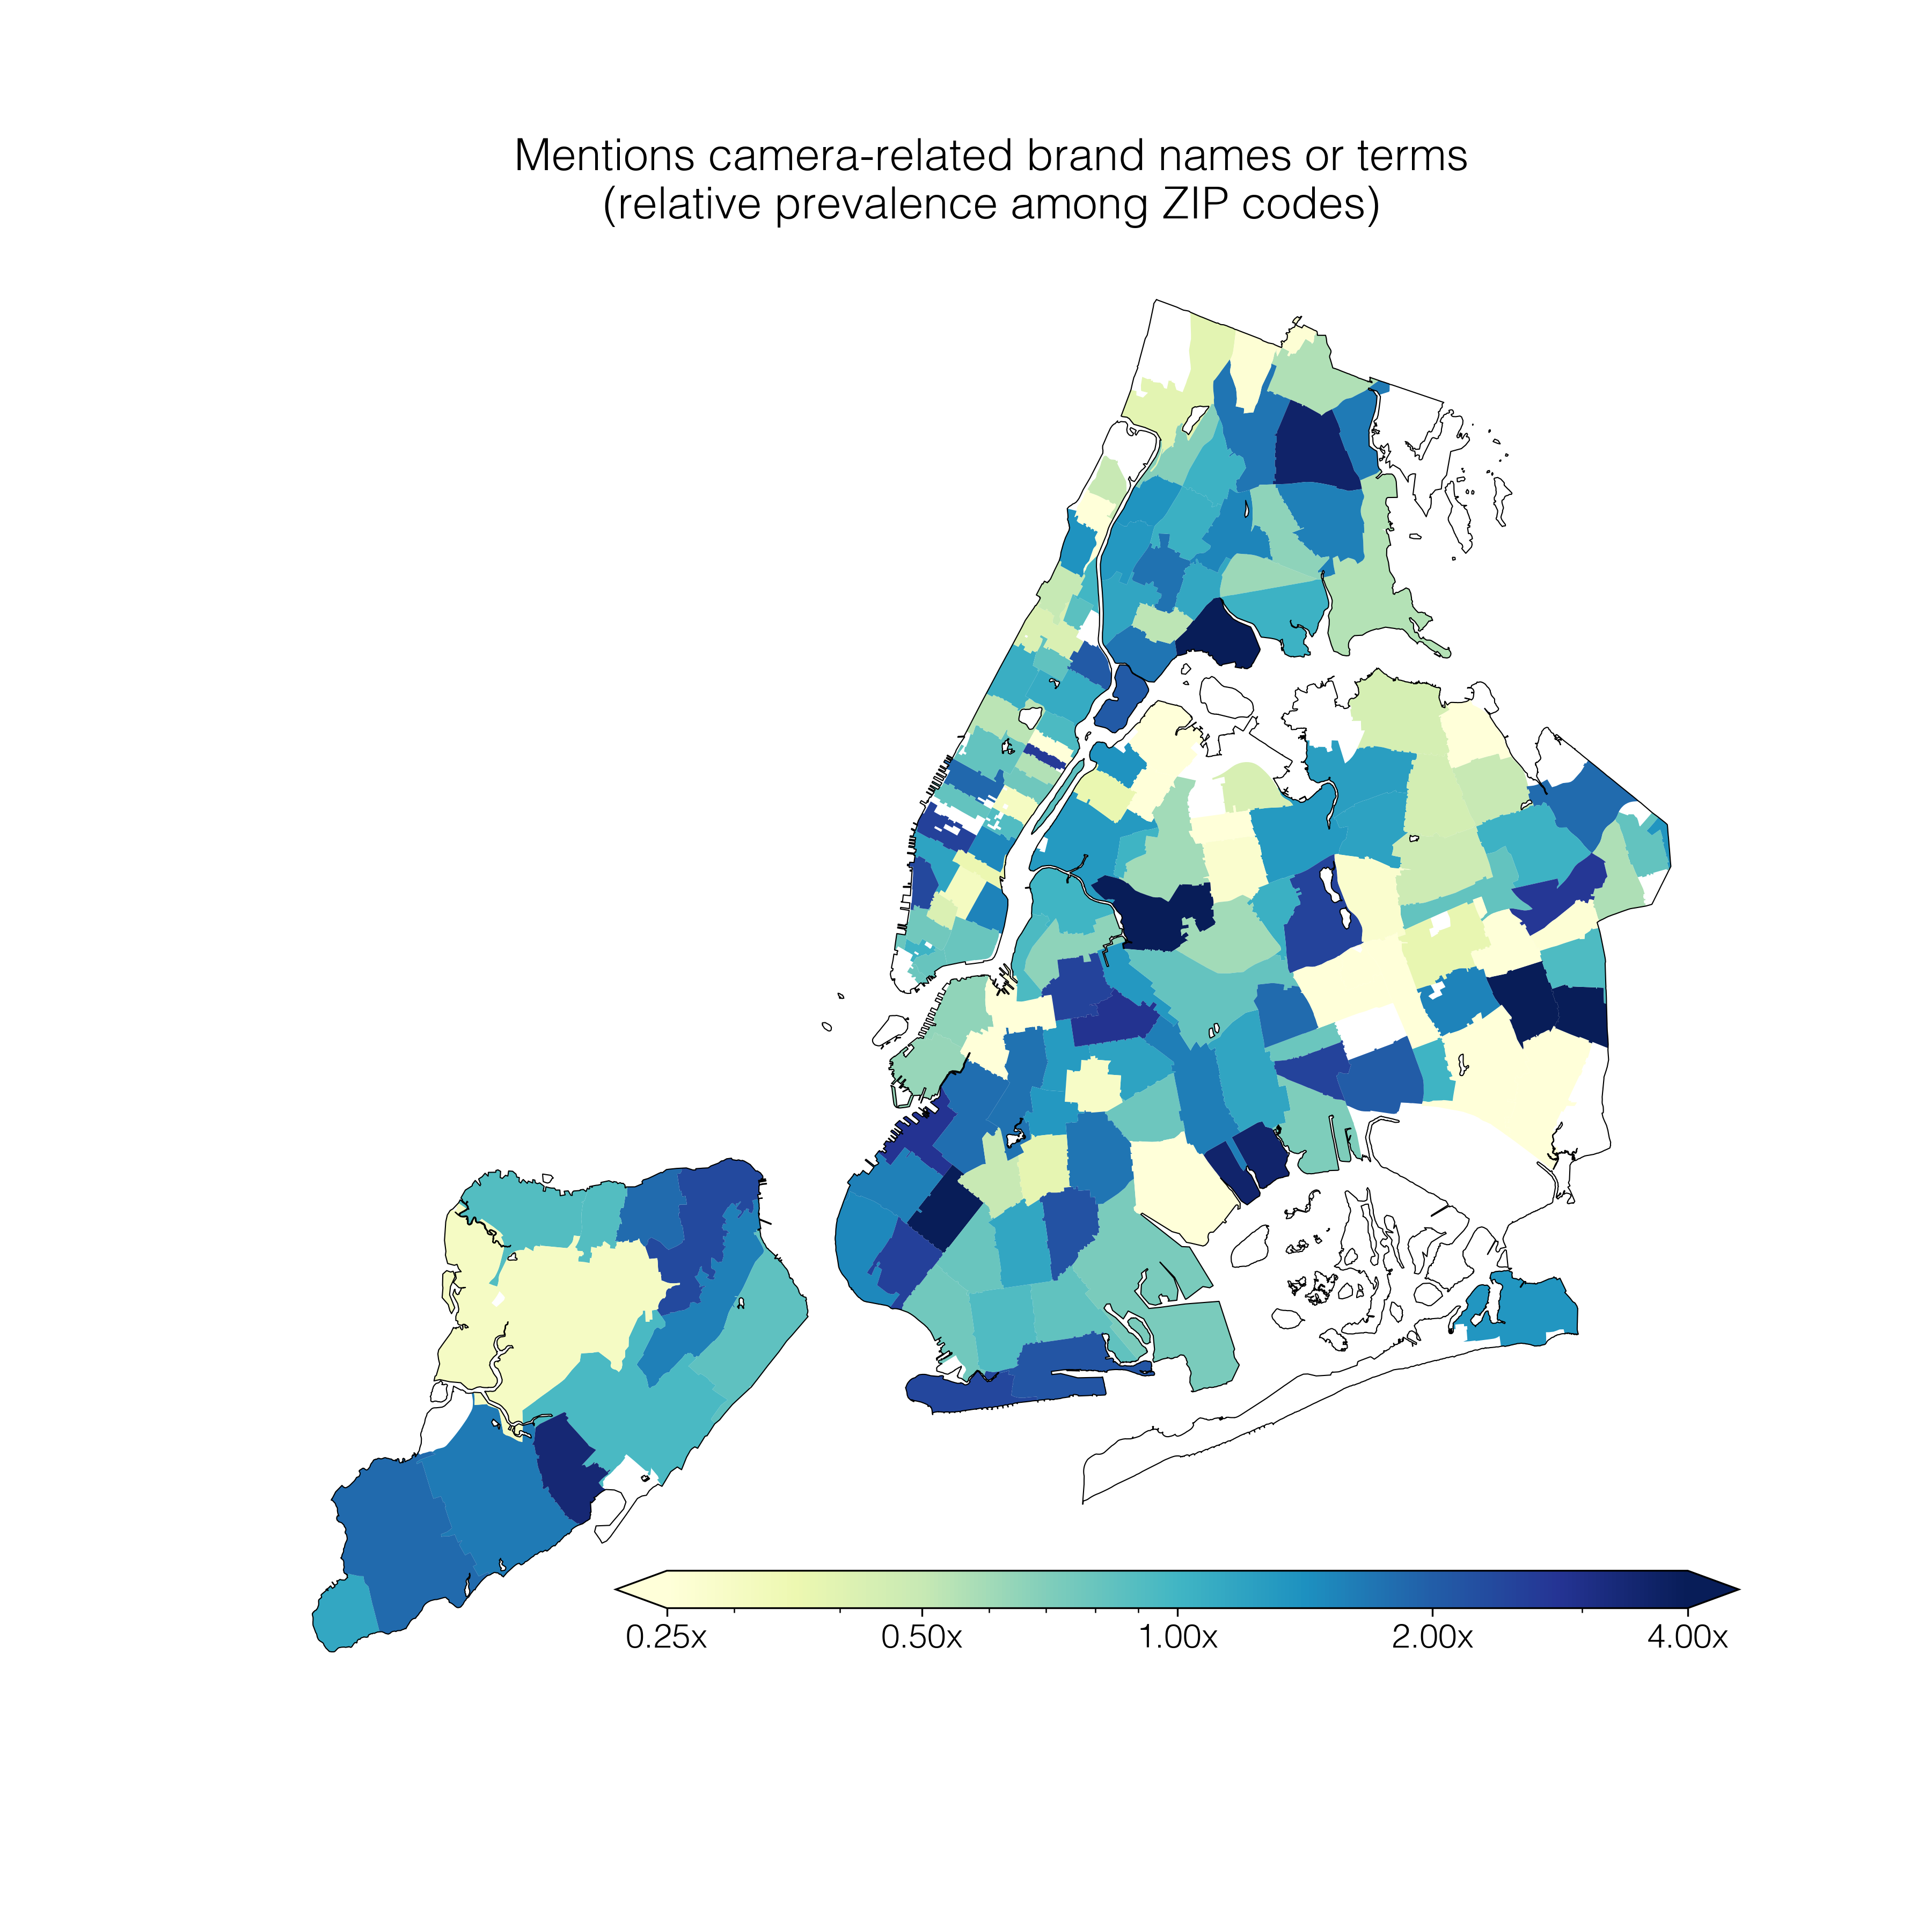 Mentions camera-related brand names or terms
(relative prevalence among ZIP codes)
0.25x 0.50x 1.00x 2.00x 4.00x